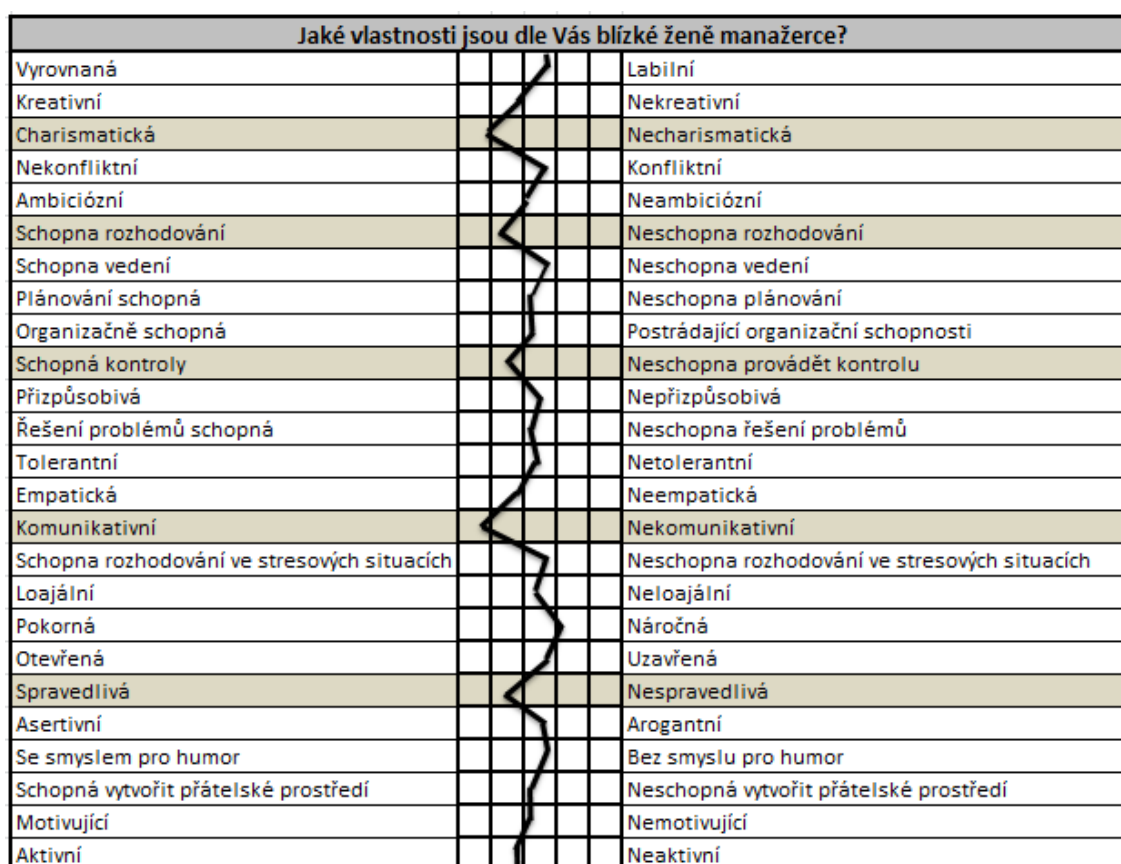 Jaké vlastnosti jsou dle Vás blízké ženě manažerce?
Vyrovnaná Labilní
Kreativní Nekreativní
Charismatická Necharismatická
Nekonfliktní Konfliktní
Ambiciózní Neambiciózní
Schopna rozhodování Neschopna rozhodování
Schopna vedení Neschopna vedení
Plánování schopná Neschopna plánování
Organizačně schopná Postrádající organizační schopnosti
Schopná kontroly Neschopna provádět kontrolu
Přizpůsobivá Nepřizpůsobivá
Řešení problémů schopná Neschopna řešení problémů
Tolerantní Netolerantní
Empatická Neempatická
Komunikativní Nekomunikativní
Schopna rozhodování ve stresových situacích Neschopna rozhodování ve stresových situacích
Loajální Neloajální
Pokorná Náročná
Otevřená Uzavřená
Spravedlivá Nespravedlivá
Asertivní Arogantní
Se smyslem pro humor Bez smyslu pro humor
Schopná vytvořit přátelské prostředí Neschopná vytvořit přátelské prostředí
Motivující Nemotivující
Aktivní Neaktivní